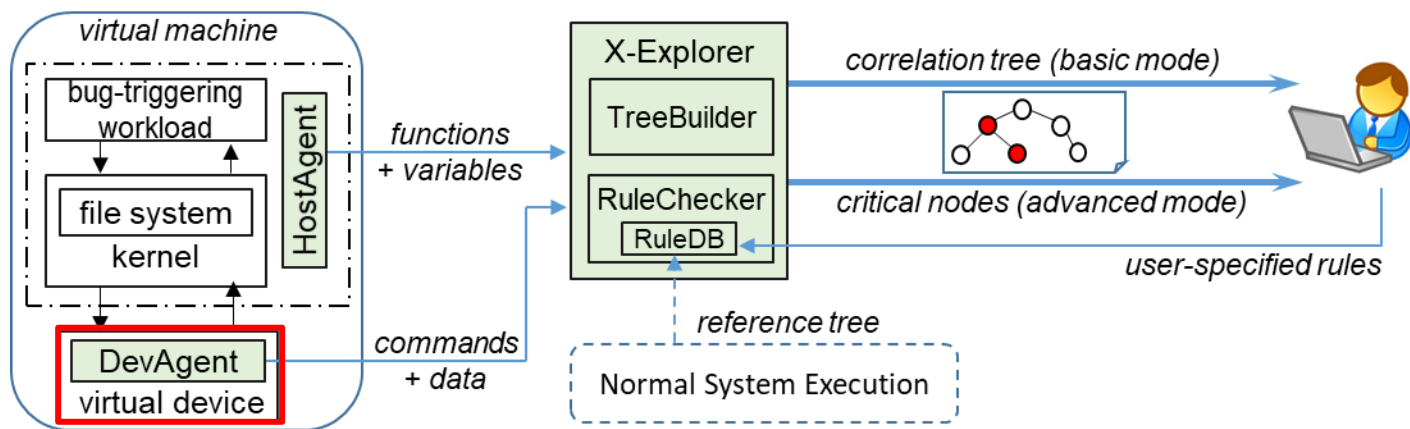 virtual machine
bug-triggering
workload
HostAgent
file system
kernel
DevAgent
virtual device
functions
+ variables
commands
+ data
X-Explorer
TreeBuilder
RuleChecker
RuleDB
reference tree
Normal System Execution
correlation tree (basic mode)
critical nodes (advanced mode)
user-specified rules